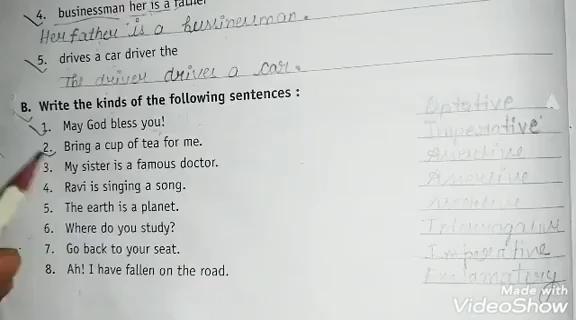 4. businessman her is a father
Her father is a bussinesman.
5. drives a car driver the
The driver drives a car.
B. Write the kinds of the following sentences :
1. May God bless you! Optative
2. Bring a cup of tea for me. Imperative
3. My sister is a famous doctor. Assertive
4. Ravi is singing a song. Assertive
5. The earth is a planet. Assertive
6. Where do you study? Interrogative
7. Go back to your seat. Imperative
8. Ah! I have fallen on the road.
Made with
VideoShow